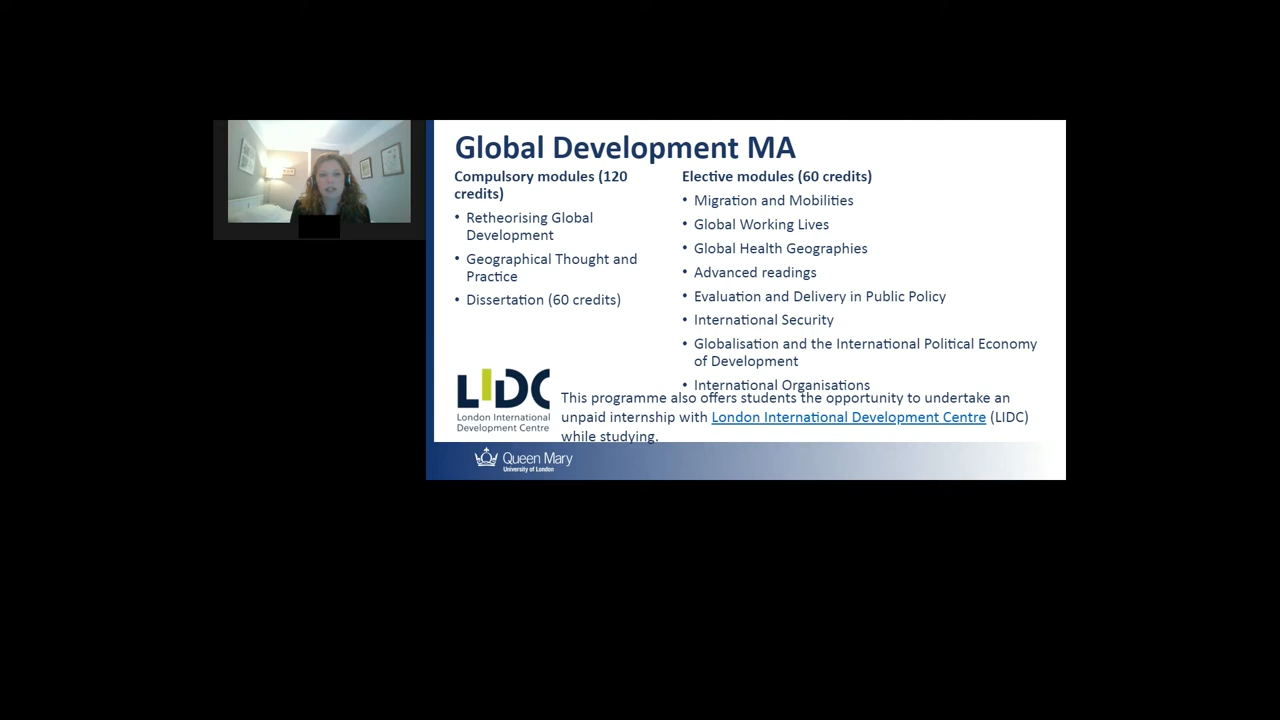 Global Development MA
Compulsory modules (120
credits)
• Retheorising Global
Development
• Geographical Thought and
Practice
• Dissertation (60 credits)
Elective modules (60 credits)
• Migration and Mobilities
• Global Working Lives
• Global Health Geographies
• Advanced readings
• Evaluation and Delivery in Public Policy
• International Security
• Globalisation and the International Political Economy
of Development
• International Organisations
LIDC
London International
Development Centre
This programme also offers students the opportunity to undertake an
unpaid internship with London International Development Centre (LIDC)
while studying.
Queen Mary
University of London